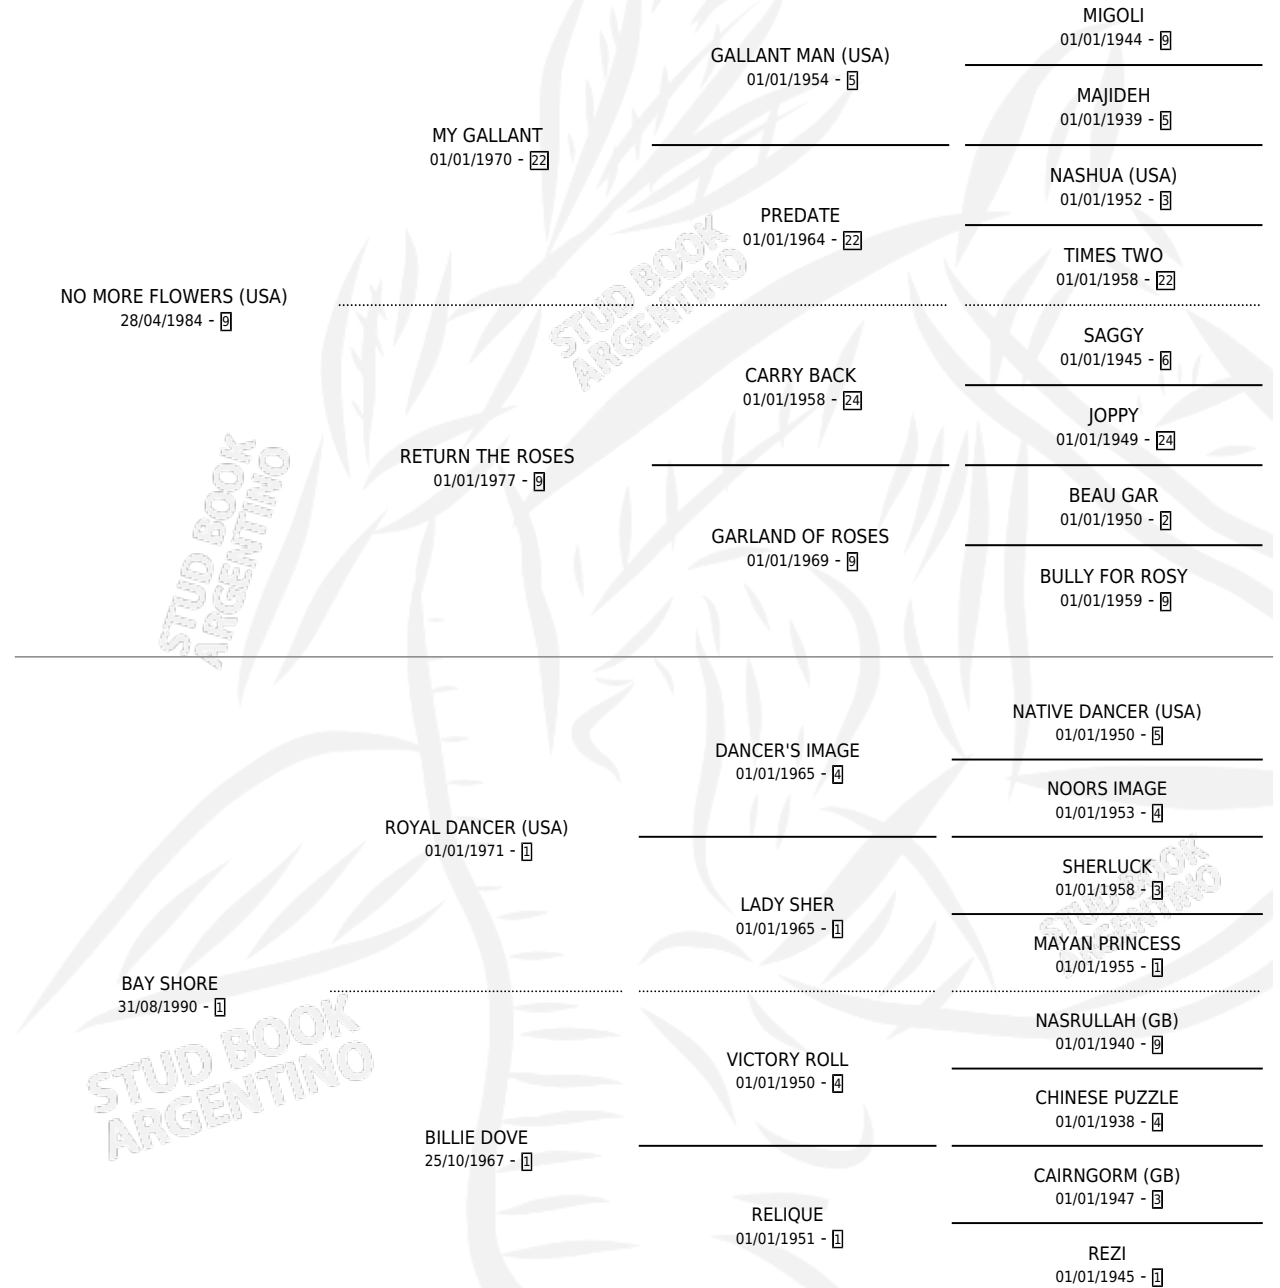 MIGOLI
01/01/1944 - 9
GALLANT MAN (USA)
01/01/1954 - 5
MAJIDEH
01/01/1939 - 5
MY GALLANT
01/01/1970 - 22
NASHUA (USA)
01/01/1952 - 3
PREDATE
01/01/1964 - 22
TIMES TWO
01/01/1958 - 22
NO MORE FLOWERS (USA)
28/04/1984 - 9
STUD BOOK
ARGENTINO
SAGGY
01/01/1945 - 6
CARRY BACK
01/01/1958 - 24
JOPPY
01/01/1949 - 24
RETURN THE ROSES
01/01/1977 - 9
BEAU GAR
01/01/1950 - 2
GARLAND OF ROSES
01/01/1969 - 9
BULLY FOR ROSY
01/01/1959 - 9
STUD BOOK
ARGENTINO
NATIVE DANCER (USA)
01/01/1950 - 5
DANCER'S IMAGE
01/01/1965 - 4
NOORS IMAGE
01/01/1953 - 4
ROYAL DANCER (USA)
01/01/1971 - 1
SHERLUCK
01/01/1958 - 3
LADY SHER
01/01/1965 - 1
MAYAN PRINCESS
01/01/1955 - 1
STUD BOOK
ARGENTINO
BAY SHORE
31/08/1990 - 1
NASRULLAH (GB)
01/01/1940 - 9
VICTORY ROLL
01/01/1950 - 4
CHINESE PUZZLE
01/01/1938 - 4
STUD BOOK
ARGENTINO
BILLIE DOVE
25/10/1967 - 1
CAIRNGORM (GB)
01/01/1947 - 3
RELIQUE
01/01/1951 - 1
REZI
01/01/1945 - 1